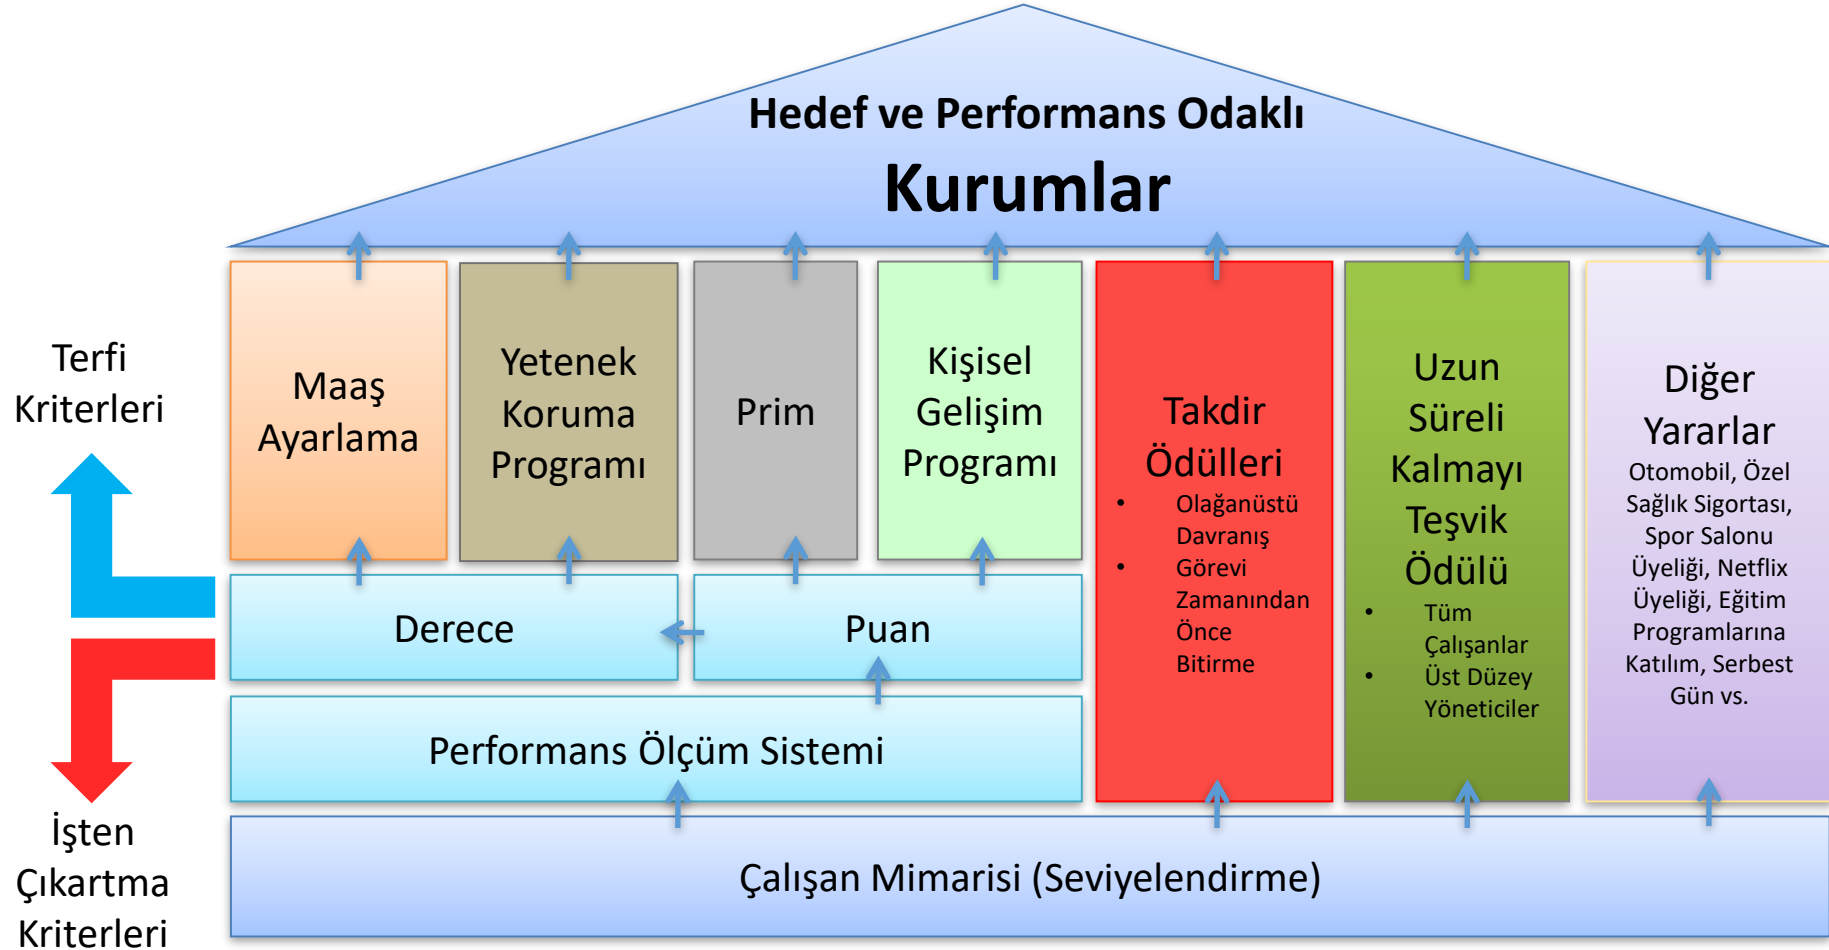 Hedef ve Performans Odaklı
Kurumlar
Terfi
Kriterleri
Maaş
Ayarlama
Yetenek
Koruma
Programı
Prim
Kişisel
Gelişim
Programı
Takdir
Ödülleri
• Olağanüstü
Davranış
• Görevi
Zamanından
Önce
Bitirme
Uzun
Süreli
Kalmayı
Teşvik
Ödülü
• Tüm
Çalışanlar
• Üst Düzey
Yöneticiler
Diğer
Yararlar
Otomobil, Özel
Sağlık Sigortası,
Spor Salonu
Üyeliği, Netflix
Üyeliği, Eğitim
Programlarına
Katılım, Serbest
Gün vs.
Derece
Puan
Performans Ölçüm Sistemi
İşten
Çıkartma
Kriterleri
Çalışan Mimarisi (Seviyelendirme)